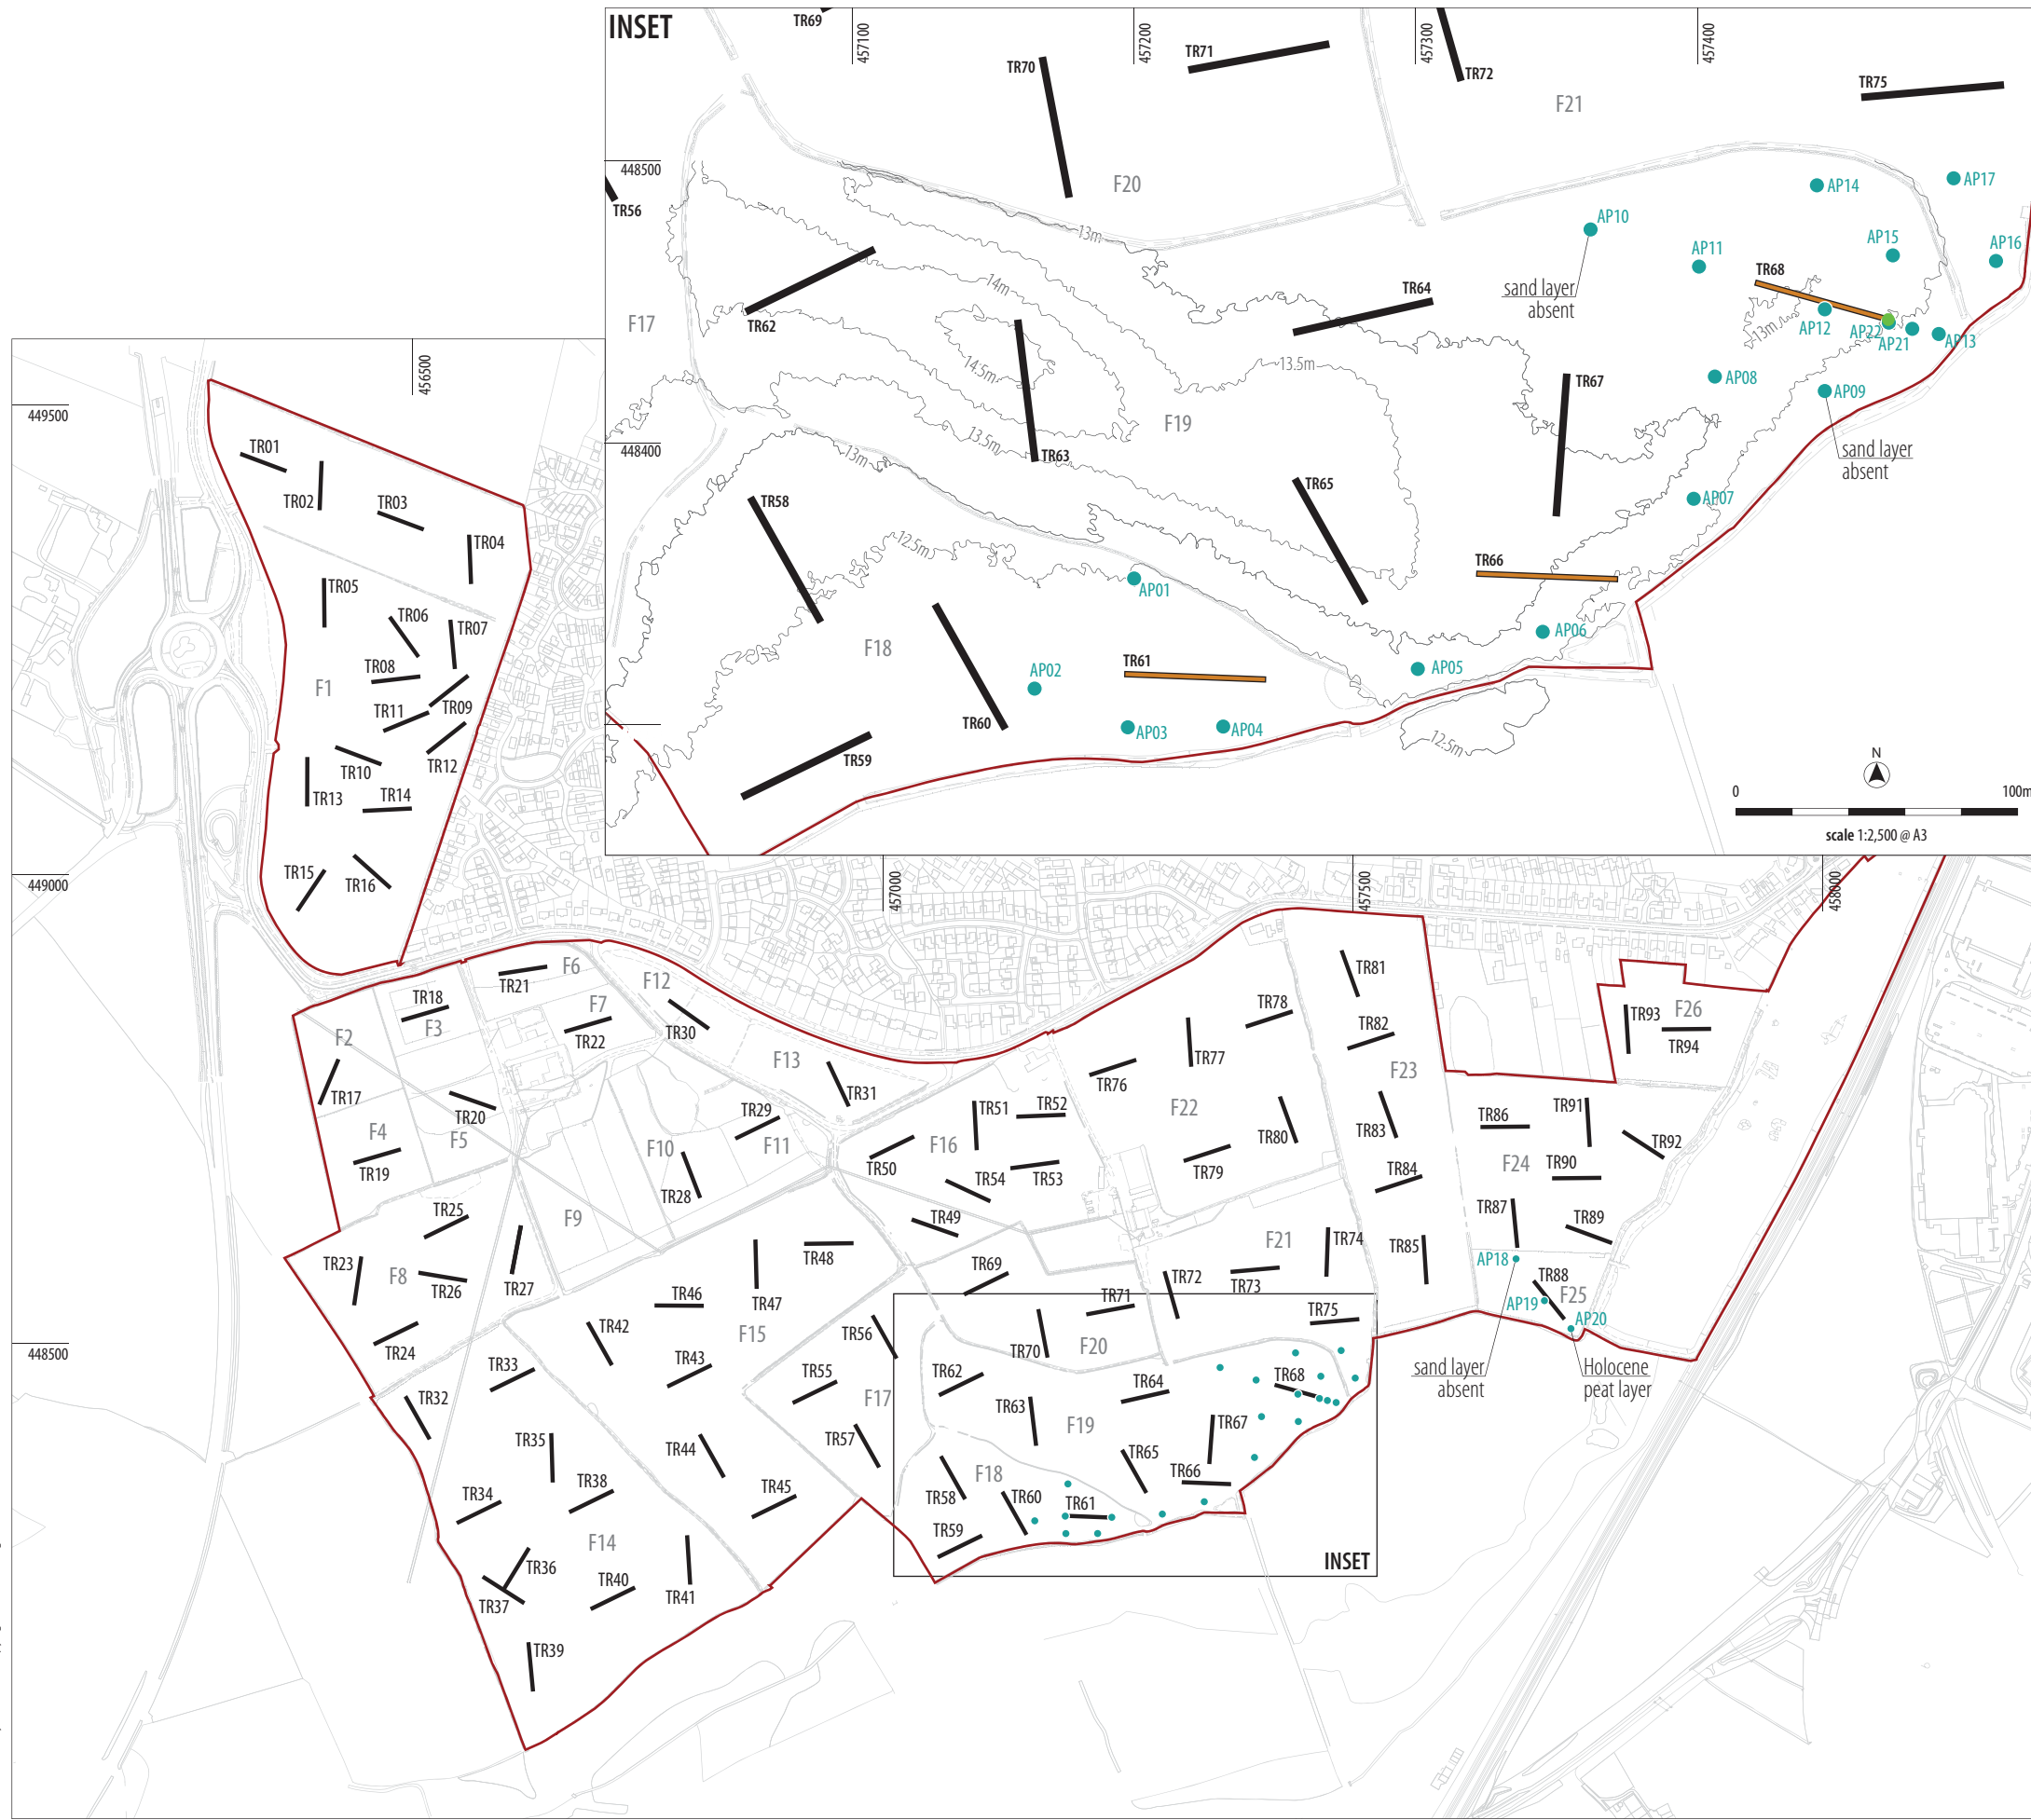 INSET
TR69
457100
457200
457300
457400
TR70
TR71
TR72
TR75
F21
448500
F20
TR56
AP14
AP17
AP10
13m
AP11
AP15
AP16
TR68
14m
TR64
sand layer
absent
F17
TR62
AP12
13m
AP22
AP21
AP13
14.5m
13.5m
TR67
AP08
AP09
F19
448400
13.5m
TR63
13m
sand layer
absent
TR58
TR65
AP07
12.5m
TR66
AP01
AP06
F18
AP02
TR61
AP05
TR60
AP03
AP04
12.5m
TR59
N
0
100m
scale 1:2,500 @ A3
456500
449500
TR01
TR02
TR03
TR04
TR05
TR06
TR07
TR08
F1
TR09
TR11
TR10
TR12
TR13
TR14
TR15
TR16
449000
457000
457500
458000
TR21
F6
F12
TR81
TR18
F3
F7
TR22
TR30
TR78
TR82
TR93
F26
TR94
F2
F13
TR77
TR17
TR31
TR76
F23
TR20
TR29
TR51
TR52
F22
TR80
TR83
TR86
TR91
F4
F5
F10
F11
F16
TR92
TR19
TR50
TR79
TR84
F24
TR90
TR28
TR54
TR53
TR25
F9
TR49
TR87
TR89
F21
TR74
TR85
TR23
F8
TR26
TR27
TR48
AP18
TR69
TR72
TR73
TR88
F25
TR46
TR47
TR71
TR75
AP19
AP20
TR42
F15
TR56
TR70
F20
448500
TR24
TR43
TR33
TR55
TR62
TR68
sand layer
absent
Holocene
peat layer
TR32
F17
TR63
TR64
F19
TR67
TR35
TR44
TR57
TR65
TR66
F18
TR34
TR38
TR45
TR58
TR60
TR61
TR59
F14
INSET
TR36
TR40
TR41
TR37
TR39